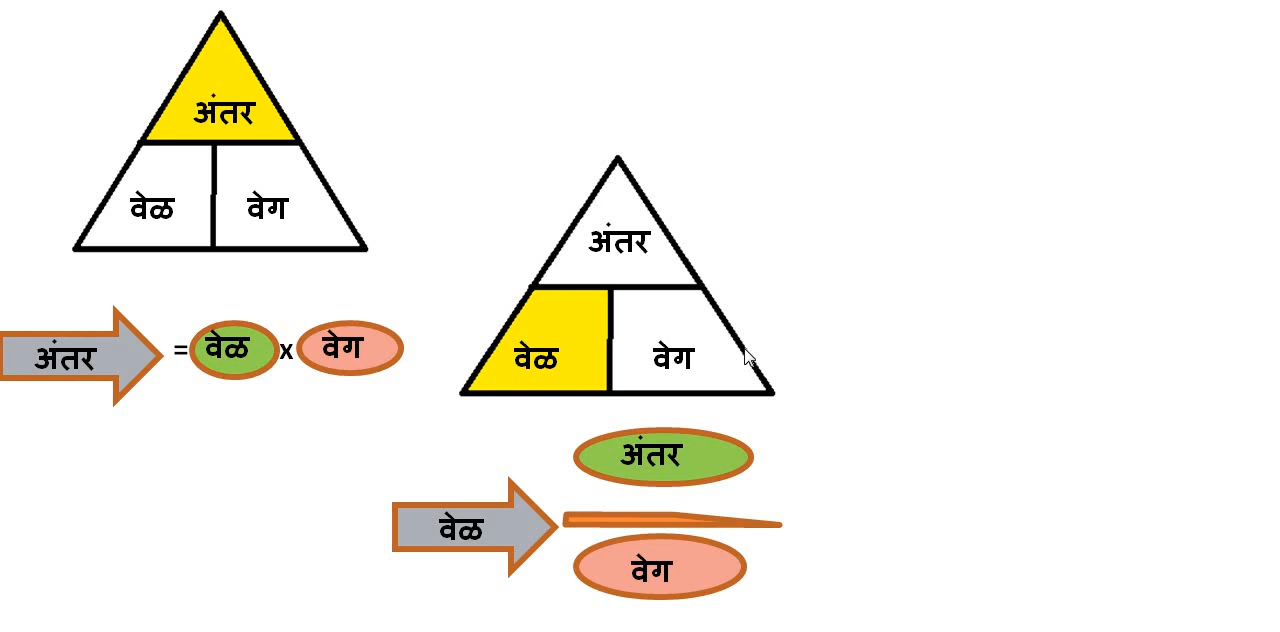 अंतर
वेळ वेग
अंतर = वेळ x वेग
अंतर
वेळ वेग
अंतर
वेळ
वेग